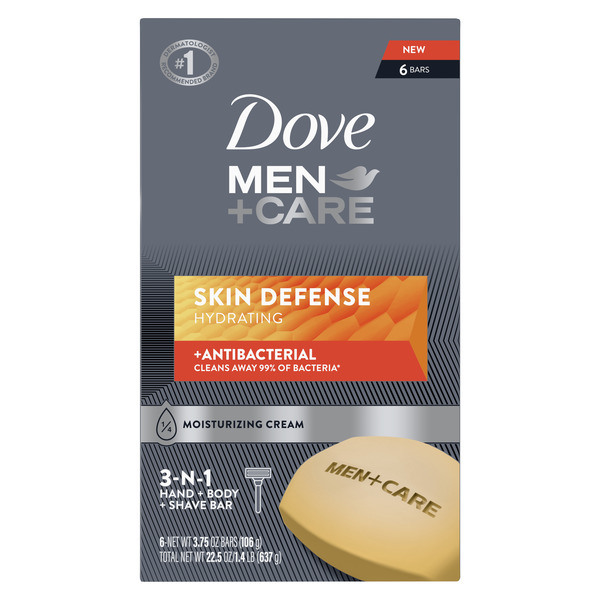 DERMATOLOGIST
#1
RECOMMENDED BRAND
NEW
6 BARS
Dove
MEN
+CARE
SKIN DEFENSE
HYDRATING
+ANTIBACTERIAL
CLEANS AWAY 99% OF BACTERIA*
1/4
MOISTURIZING CREAM
3-N-1
HAND + BODY
+ SHAVE BAR
MEN+CARE
6-NET WT 3.75 OZ BARS (106 g)
TOTAL NET WT 22.5 OZ/1.4 LB (637 g)